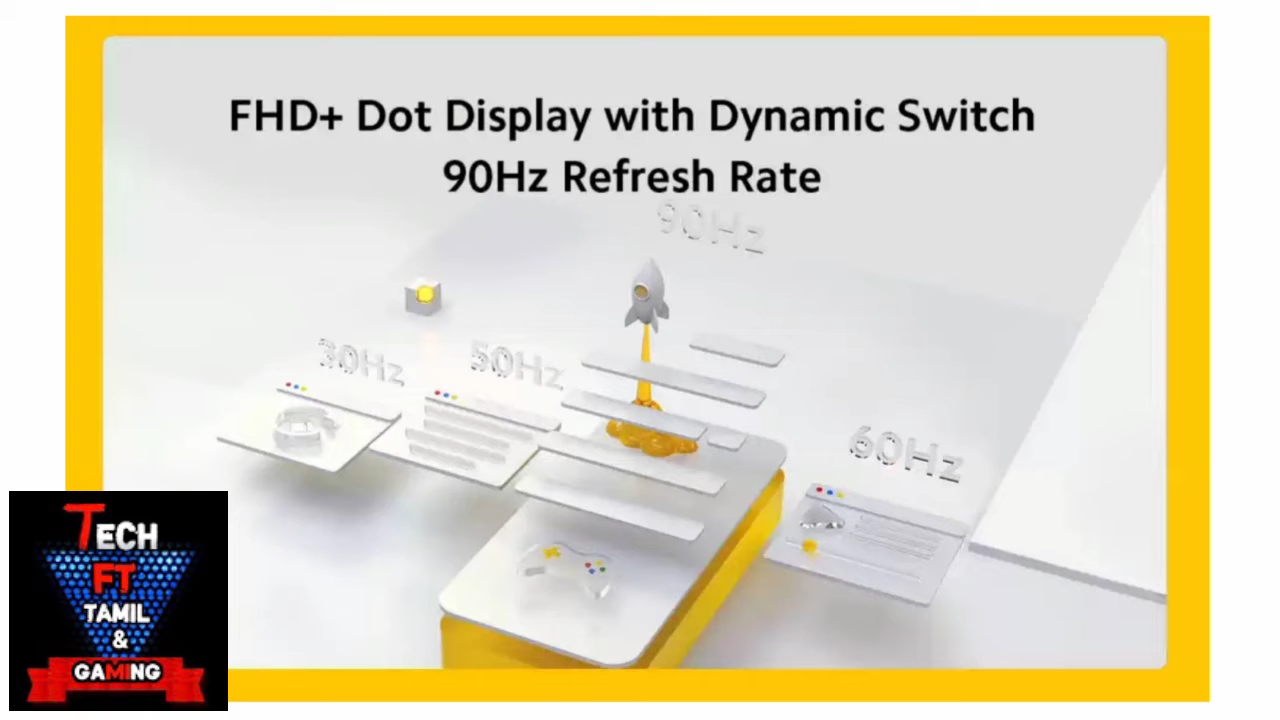 FHD+ Dot Display with Dynamic Switch
90Hz Refresh Rate
90Hz
30Hz
50Hz
60Hz
TECH
FT
TAMIL
&
GAMING